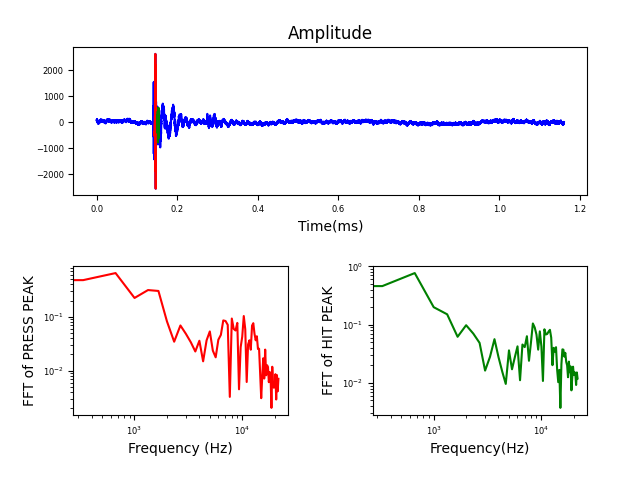 Amplitude
2000
1000
0
−1000
−2000
0.0 0.2 0.4 0.6 0.8 1.0 1.2
Time(ms)
FFT of PRESS PEAK
10⁻¹
10⁻²
10³ 10⁴
Frequency (Hz)
FFT of HIT PEAK
10⁰
10⁻¹
10⁻²
10³ 10⁴
Frequency(Hz)